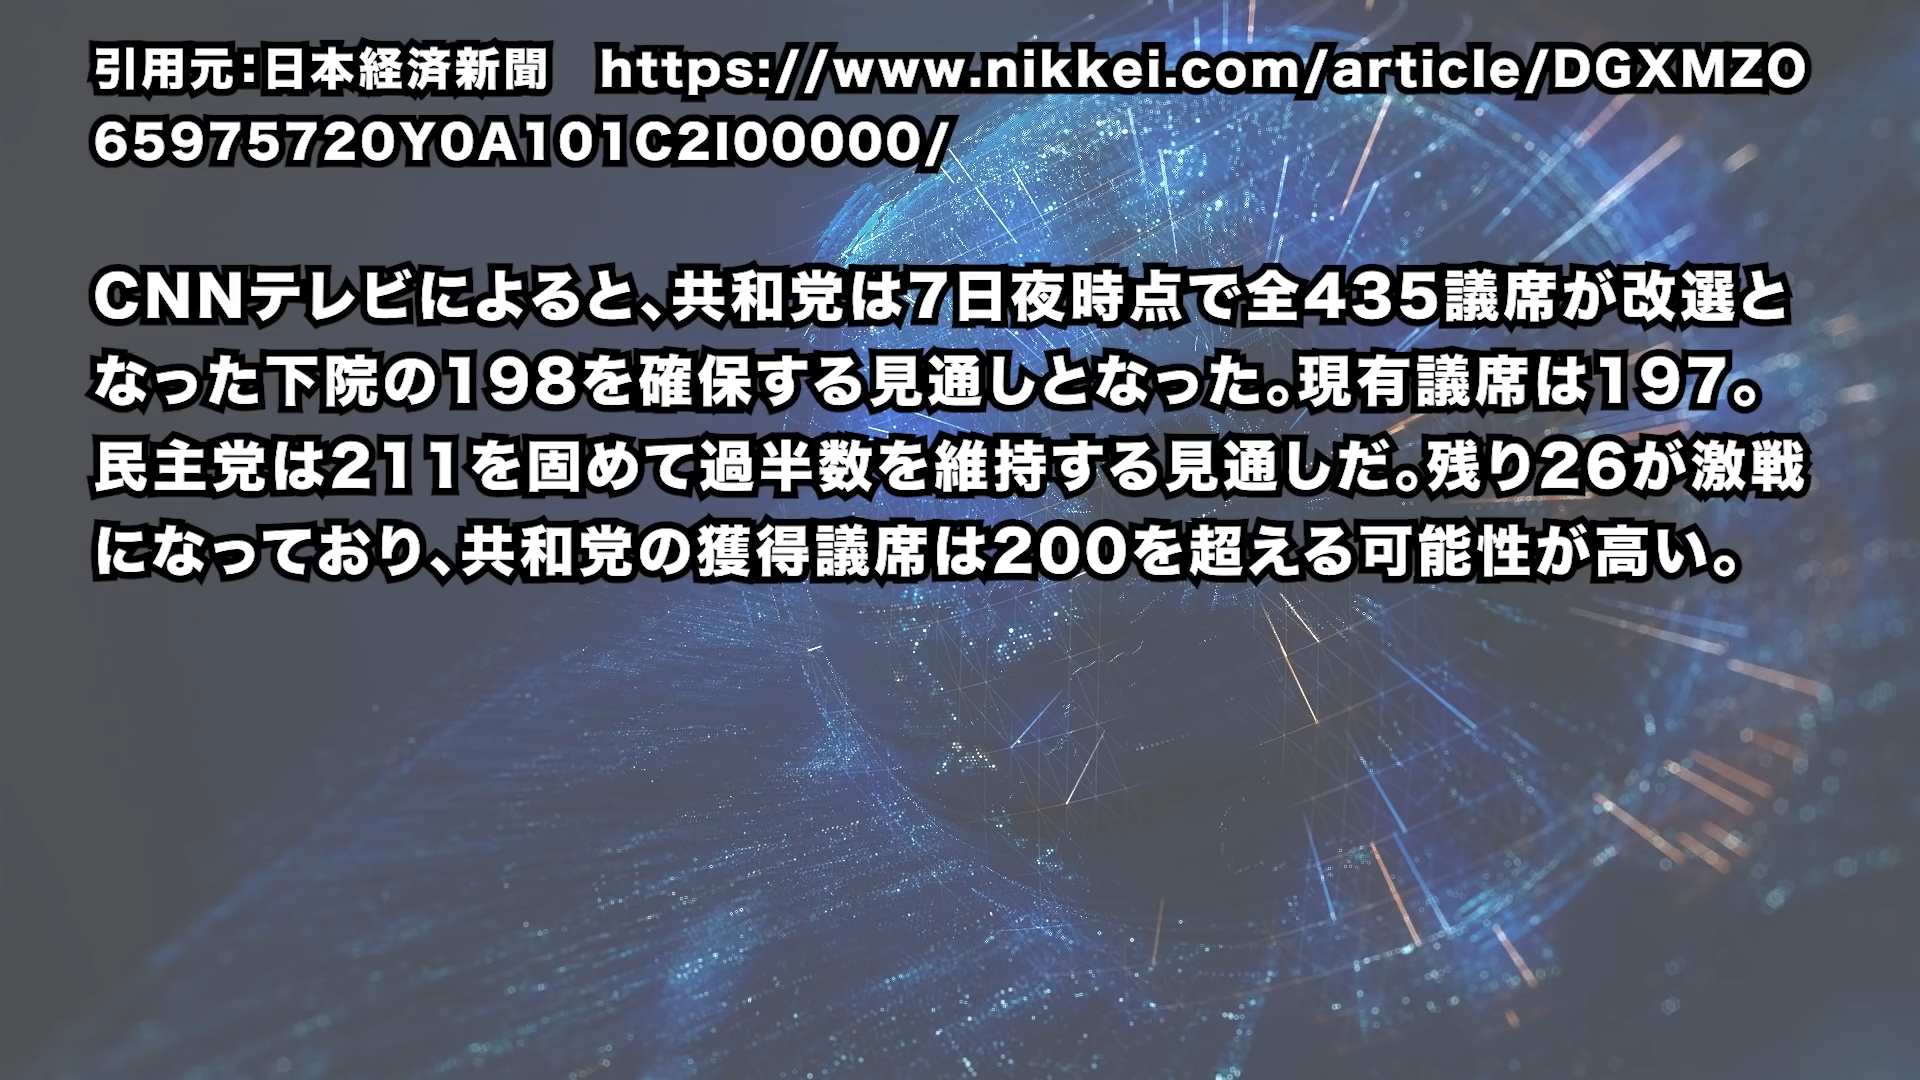 引用元：日本経済新聞　https://www.nikkei.com/article/DGXMZO
65975720Y0A101C2I00000/
CNNテレビによると、共和党は7日夜時点で全435議席が改選と
なった下院の198を確保する見通しとなった。現有議席は197。
民主党は211を固めて過半数を維持する見通しだ。残り26が激戦
になっており、共和党の獲得議席は200を超える可能性が高い。